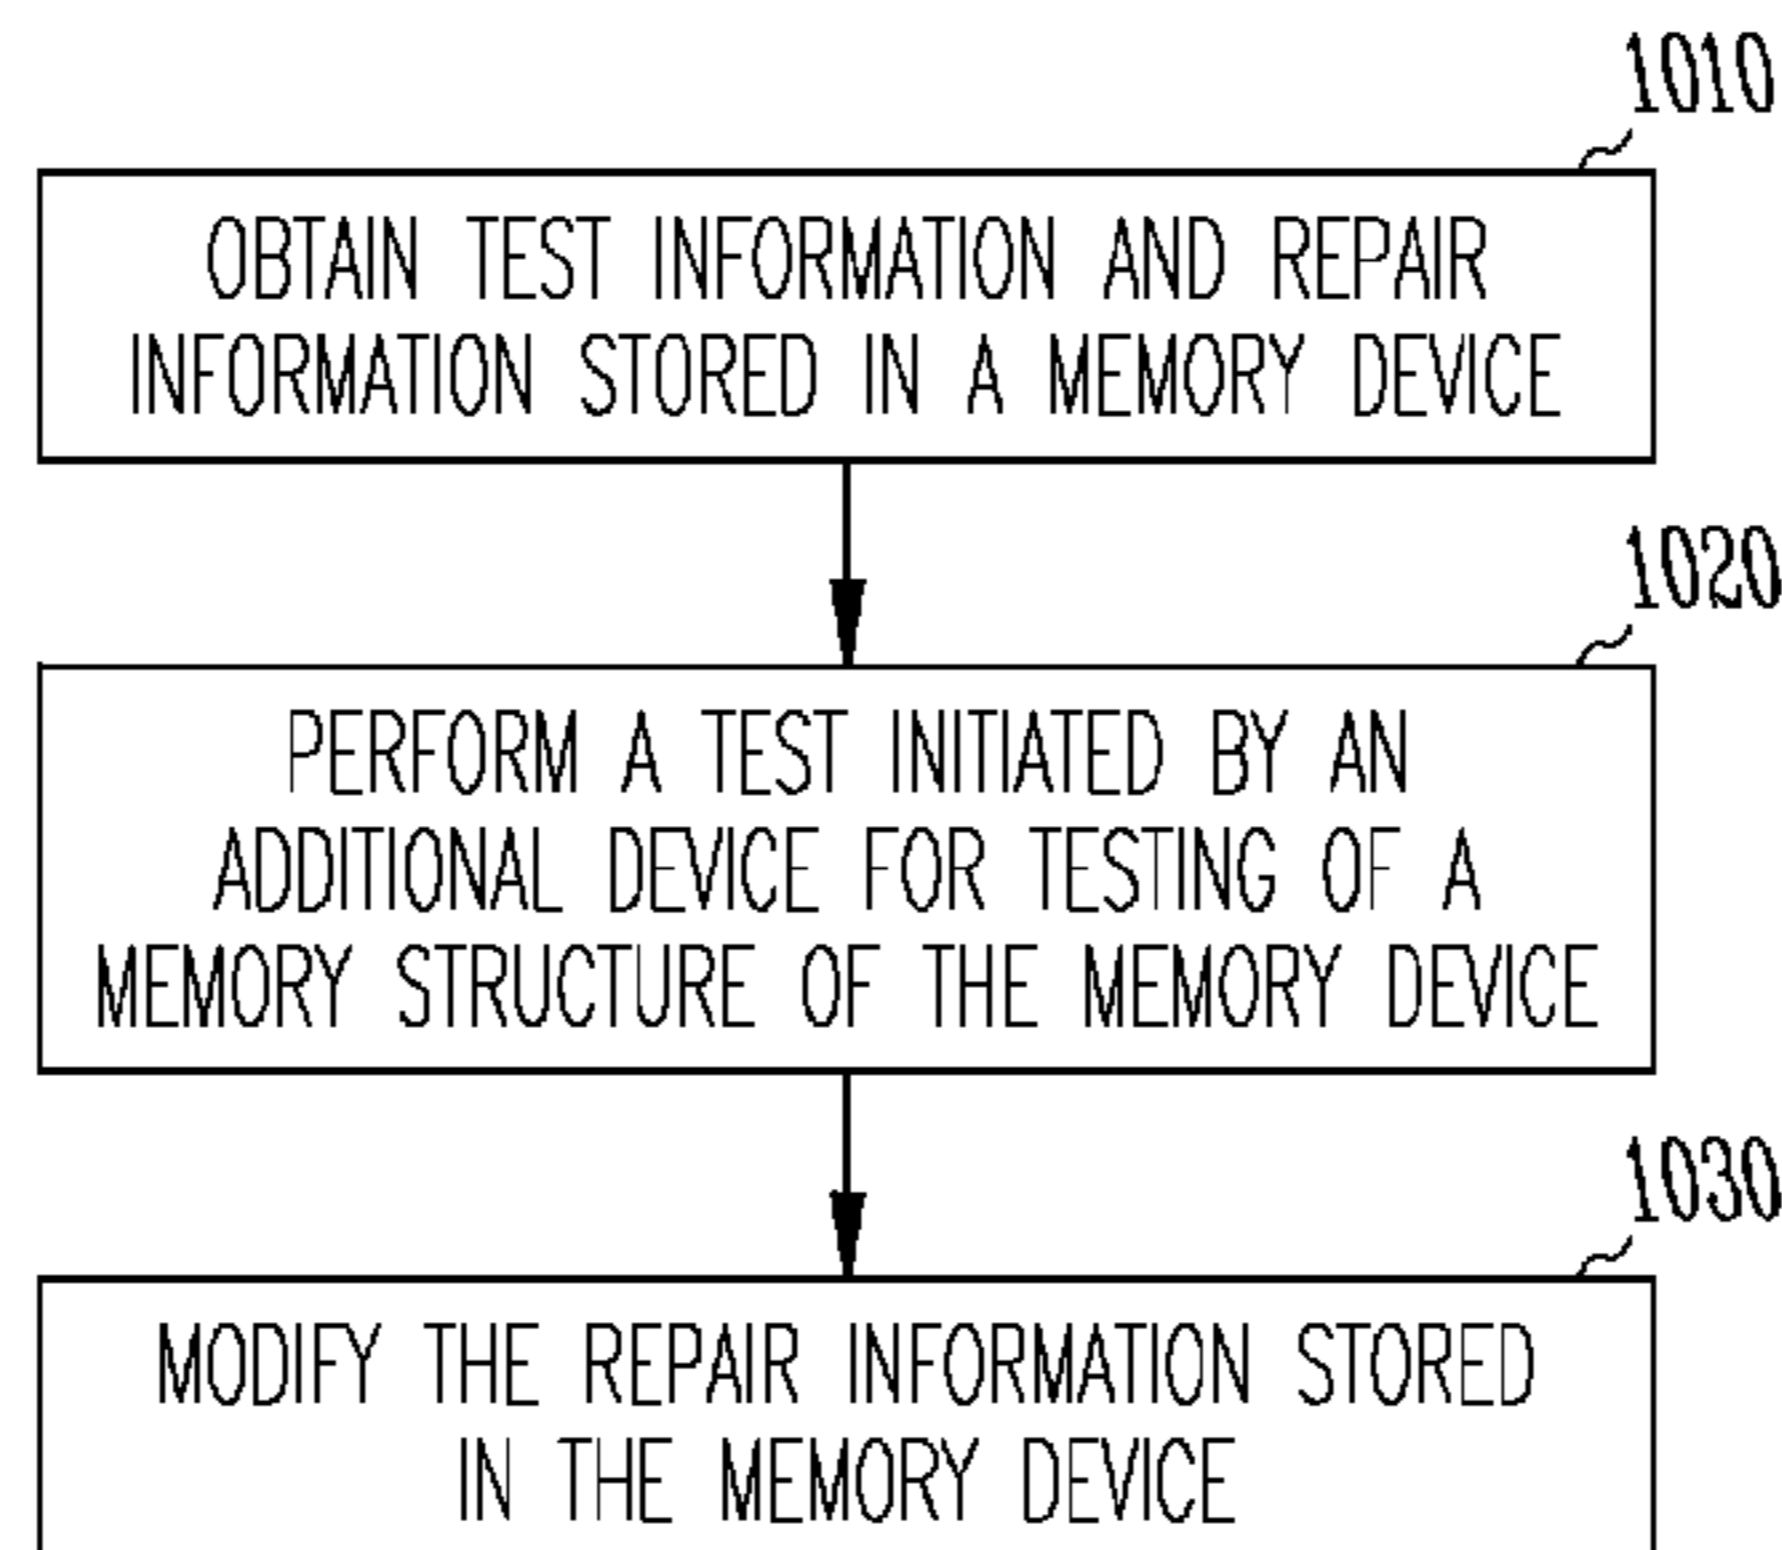 1010
OBTAIN TEST INFORMATION AND REPAIR
INFORMATION STORED IN A MEMORY DEVICE
1020
PERFORM A TEST INITIATED BY AN
ADDITIONAL DEVICE FOR TESTING OF A
MEMORY STRUCTURE OF THE MEMORY DEVICE
1030
MODIFY THE REPAIR INFORMATION STORED
IN THE MEMORY DEVICE